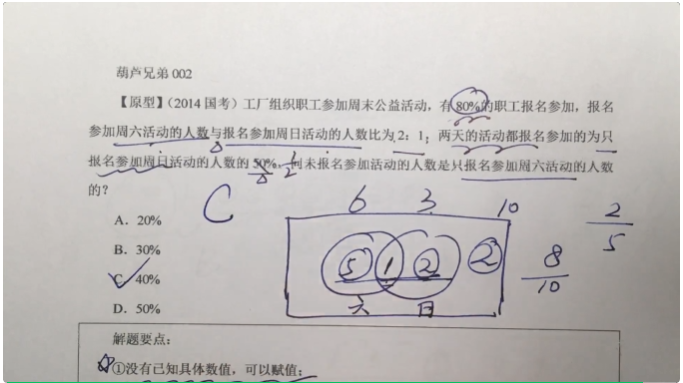 葫芦兄弟 002
【原型】（2014 国考）工厂组织职工参加周末公益活动，有 80%的职工报名参加，报名
参加周六活动的人数与报名参加周日活动的人数比为 2：1；两天的活动都报名参加的为只
报名参加周日活动的人数的 50%，问未报名参加活动的人数是只报名参加周六活动的人数
的？
1/2
A．20%
B．30%
C．40%
D．50%
C
6 3 10
5 1 2 2
六 日
8/10
2/5
解题要点：
①没有已知具体数值，可以赋值；